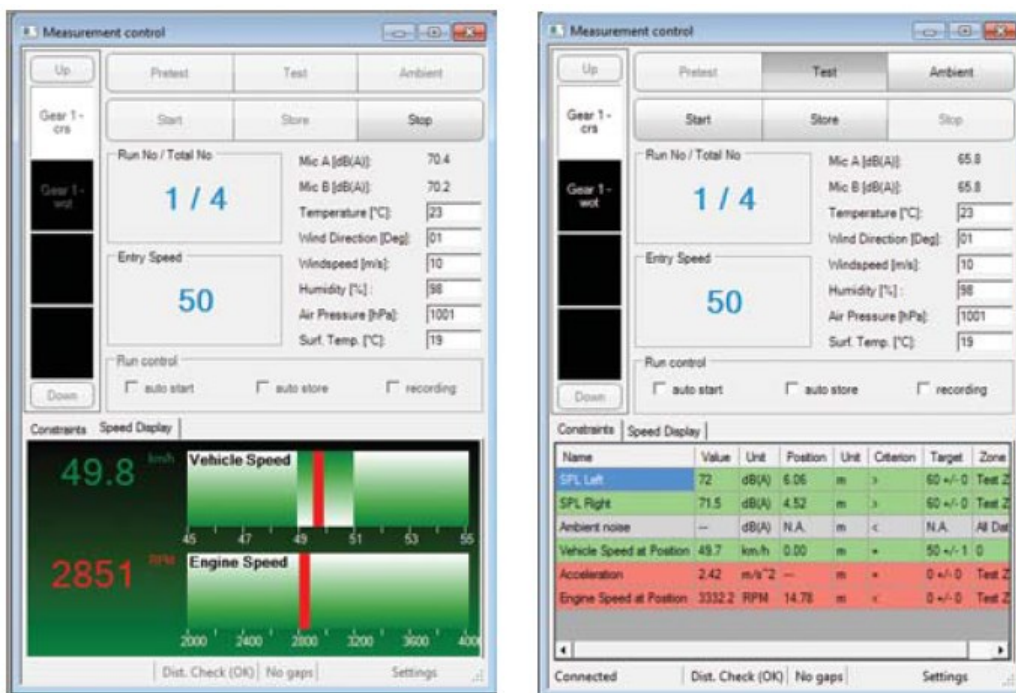 Measurement control
Up
Pretest
Test
Ambient
Gear 1 - crs
Start
Store
Stop
Gear 1 - wot
Run No / Total No
1 / 4
Mic A [dB(A)]: 70.4
Mic B [dB(A)]: 70.2
Temperature [°C]: 23
Wind Direction [Deg]: 01
Entry Speed
50
Windspeed [m/s]: 10
Humidity [%] : 98
Air Pressure [hPa]: 1001
Surf. Temp. [°C]: 19
Run control
Down
auto start
auto store
recording
Constraints Speed Display
49.8 km/h
Vehicle Speed
45 47 49 51 53 55
2851 RPM
Engine Speed
2000 2400 2800 3200 3600 4000
Dist. Check (OK) No gaps Settings
Measurement control
Up
Pretest
Test
Ambient
Gear 1 - crs
Start
Store
Stop
Gear 1 - wot
Run No / Total No
1 / 4
Mic A [dB(A)]: 65.8
Mic B [dB(A)]: 65.8
Temperature [°C]: 23
Wind Direction [Deg]: 01
Entry Speed
50
Windspeed [m/s]: 10
Humidity [%] : 98
Air Pressure [hPa]: 1001
Surf. Temp. [°C]: 19
Run control
Down
auto start
auto store
recording
Constraints Speed Display
Name Value Unit Position Unit Criterion Target Zone
SPL Left 72 dB(A) 6.06 m > 60 +/- 0 Test Z
SPL Right 71.5 dB(A) 4.52 m > 60 +/- 0 Test Z
Ambient noise -- dB(A) N.A. m < N.A. All Dat
Vehicle Speed at Position 49.7 km/h 0.00 m = 50 +/- 1 0
Acceleration 2.42 m/s^2 -- m = 0 +/- 0 Test Z
Engine Speed at Position 3332.2 RPM 14.78 m < 0 +/- 0 Test Z
Connected Dist. Check (OK) No gaps Settings